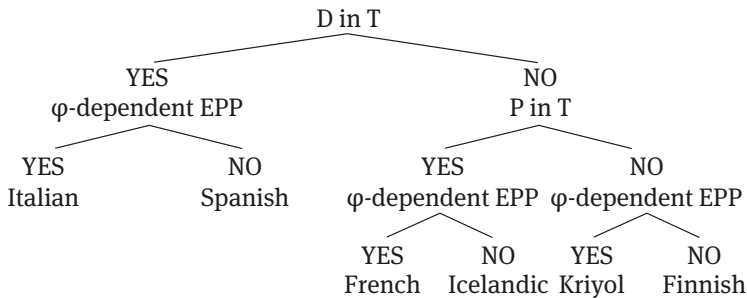 D in T
YES NO
φ-dependent EPP P in T
YES NO YES NO
Italian Spanish φ-dependent EPP φ-dependent EPP
YES NO YES NO
French Icelandic Kriyol Finnish